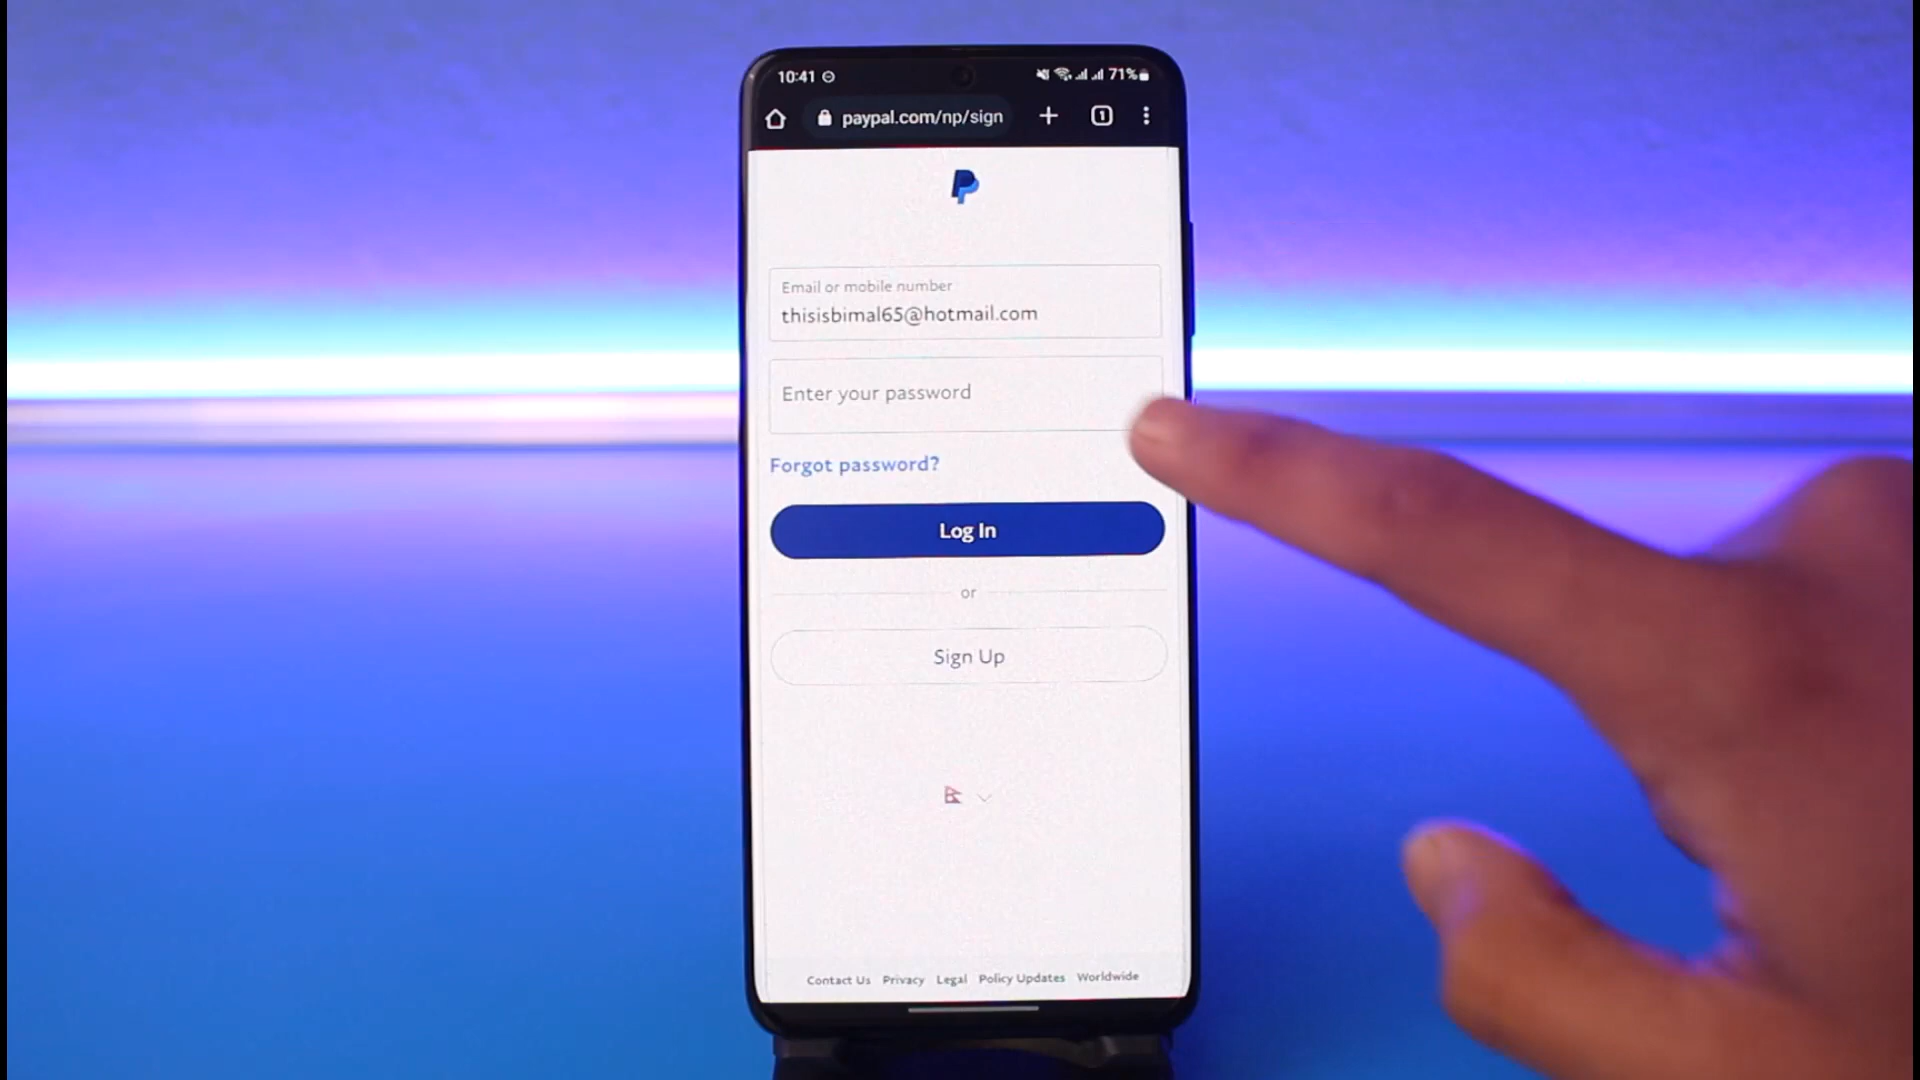 10:41 71%
paypal.com/np/sign 1
Email or mobile number
thisisbimal65@hotmail.com
Enter your password
Forgot password?
Log In
or
Sign Up
Contact Us Privacy Legal Policy Updates Worldwide